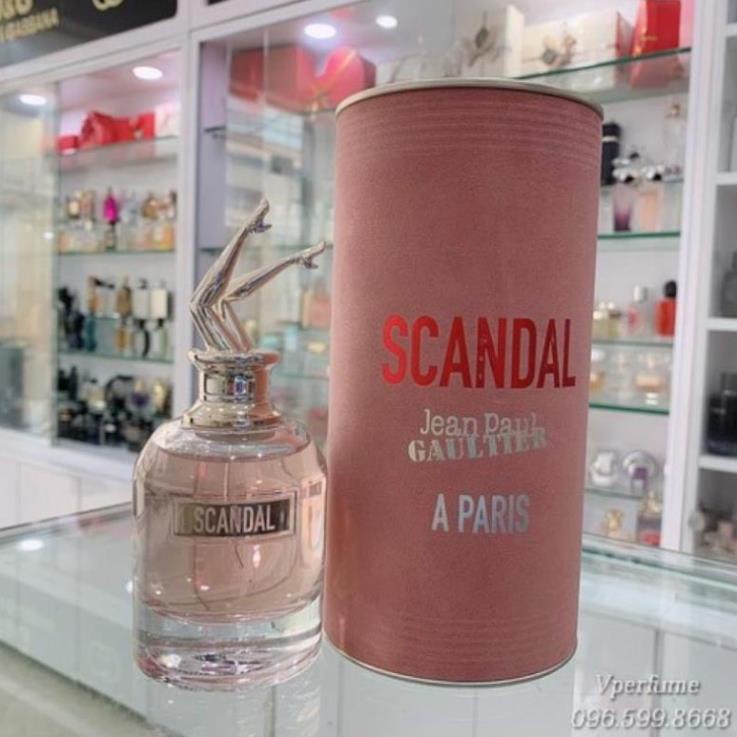 SCANDAL
Jean Paul
GAULTIER
A PARIS
SCANDAL
Vperfume
096.599.8668